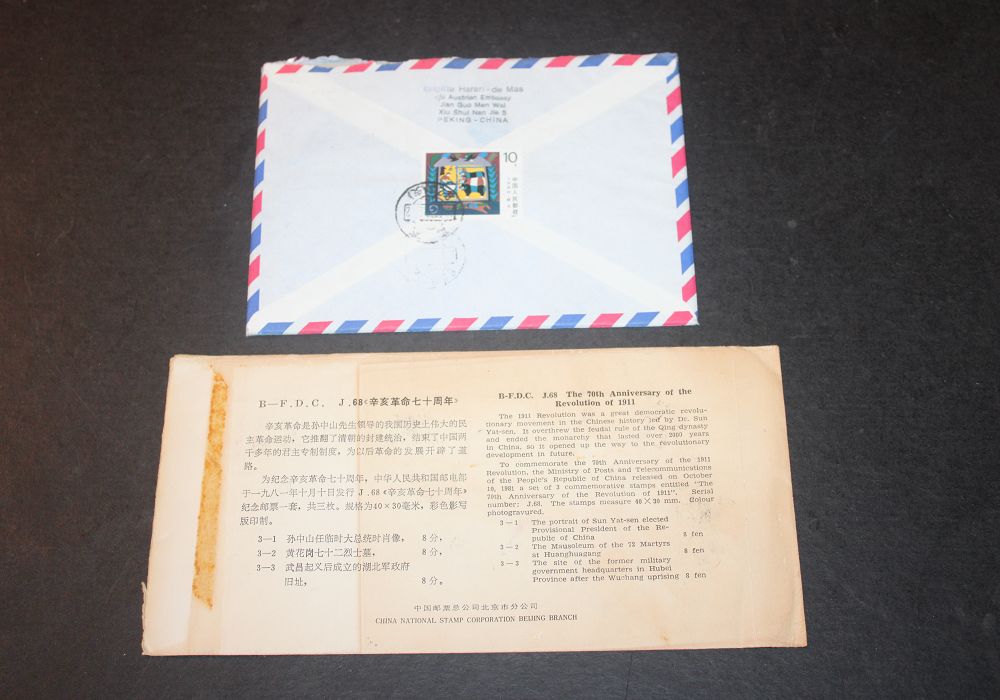 Harari - de Mas
c/o Austrian Embassy
Jian Guo Men Wai
Xiu Shui Nan Jie 5
PEKING - CHINA
10
中国人民邮政
B—F.D.C. J.68《辛亥革命七十周年》
辛亥革命是孙中山先生领导的我国历史上伟大的民
主革命运动，它推翻了清朝的封建统治，结束了中国两
千多年的君主专制制度，为以后革命的发展开辟了道
路。
为纪念辛亥革命七十周年，中华人民共和国邮电部
于一九八一年十月十日发行 J.68《辛亥革命七十周年》
纪念邮票一套，共三枚。规格为40×30毫米，彩色影写
版印制。
3—1 孙中山任临时大总统时肖像， 8分，
3—2 黄花岗七十二烈士墓， 8分，
3—3 武昌起义后成立的湖北军政府
旧址， 8分。
B-F.D.C. J.68 The 70th Anniversary of the
Revolution of 1911
The 1911 Revolution was a great democratic revolu-
tionary movement in the Chinese history led by Dr. Sun
Yat-sen. It overthrew the feudal rule of the Qing dynasty
and ended the monarchy that lasted over 2000 years
in China, so it opened up the way to the revolutionary
development in future.
To commemorate the 70th Anniversary of the 1911
Revolution, the Ministry of Posts and Telecommunications
of the People's Republic of China released on October
10, 1981 a set of 3 commemorative stamps entitled "The
70th Anniversary of the Revolution of 1911". Serial
number: J.68. The stamps measure 40×30 mm. Colour
photogravured.
3—1 The portrait of Sun Yat-sen elected
Provisional President of the Re-
public of China 8 fen
3—2 The Mausoleum of the 72 Martyrs
at Huanghuagang 8 fen
3—3 The site of the former military
government headquarters in Hubei
Province after the Wuchang uprising 8 fen
中国邮票总公司北京市分公司
CHINA NATIONAL STAMP CORPORATION BEIJING BRANCH